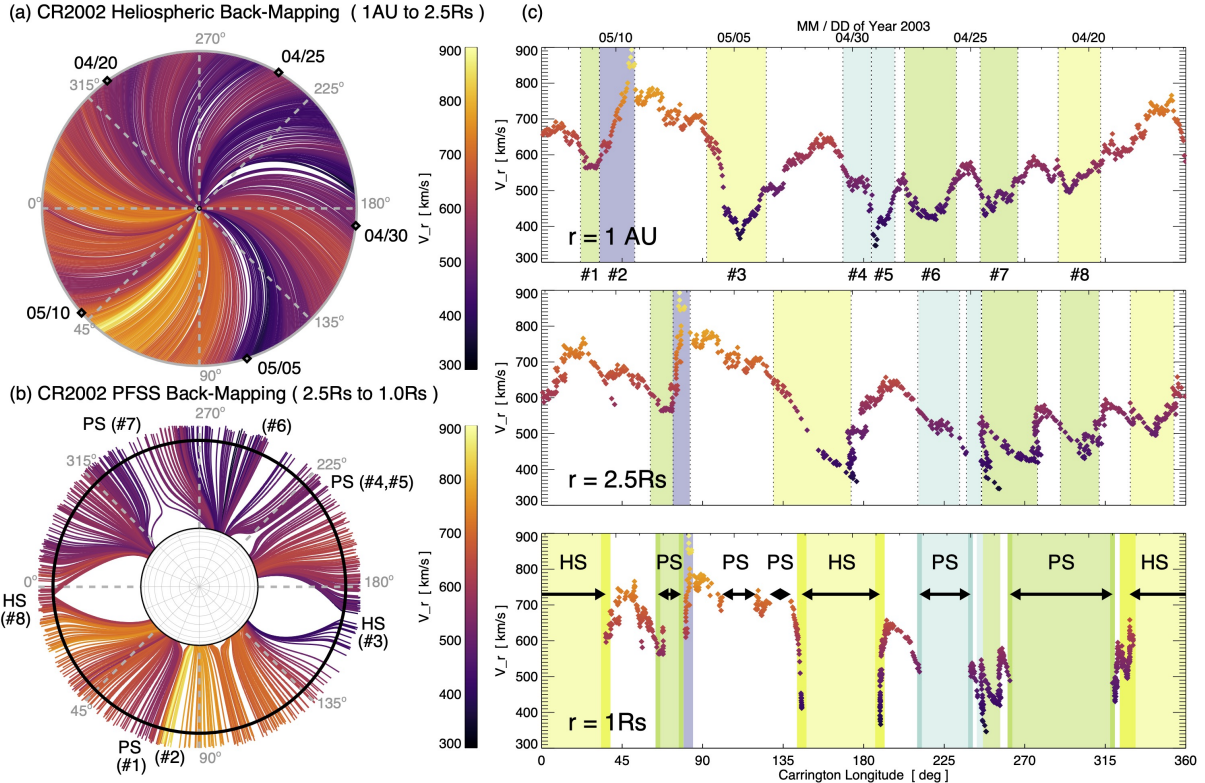 (a) CR2002 Heliospheric Back-Mapping ( 1AU to 2.5Rs )
270°
04/25
04/20
315°
225°
0°
180°
04/30
05/10
45°
135°
05/05
90°
900
800
700
600
500
400
300
V_r [ km/s ]
(b) CR2002 PFSS Back-Mapping ( 2.5Rs to 1.0Rs )
270°
PS (#7)
(#6)
315°
225°
PS (#4,#5)
0°
180°
HS
(#8)
HS
(#3)
45°
135°
PS
(#1)
(#2)
90°
900
800
700
600
500
400
300
V_r [ km/s ]
(c)
MM / DD of Year 2003
05/10 05/05 04/30 04/25 04/20
900
800
700
600
500
400
300
V_r [ km/s ]
r = 1 AU
#1 #2 #3 #4 #5 #6 #7 #8
900
800
700
600
500
400
300
V_r [ km/s ]
r = 2.5Rs
900
800
700
600
500
400
300
V_r [ km/s ]
HS PS PS PS HS PS PS HS
r = 1Rs
0 45 90 135 180 225 270 315 360
Carrington Longitude [ deg ]